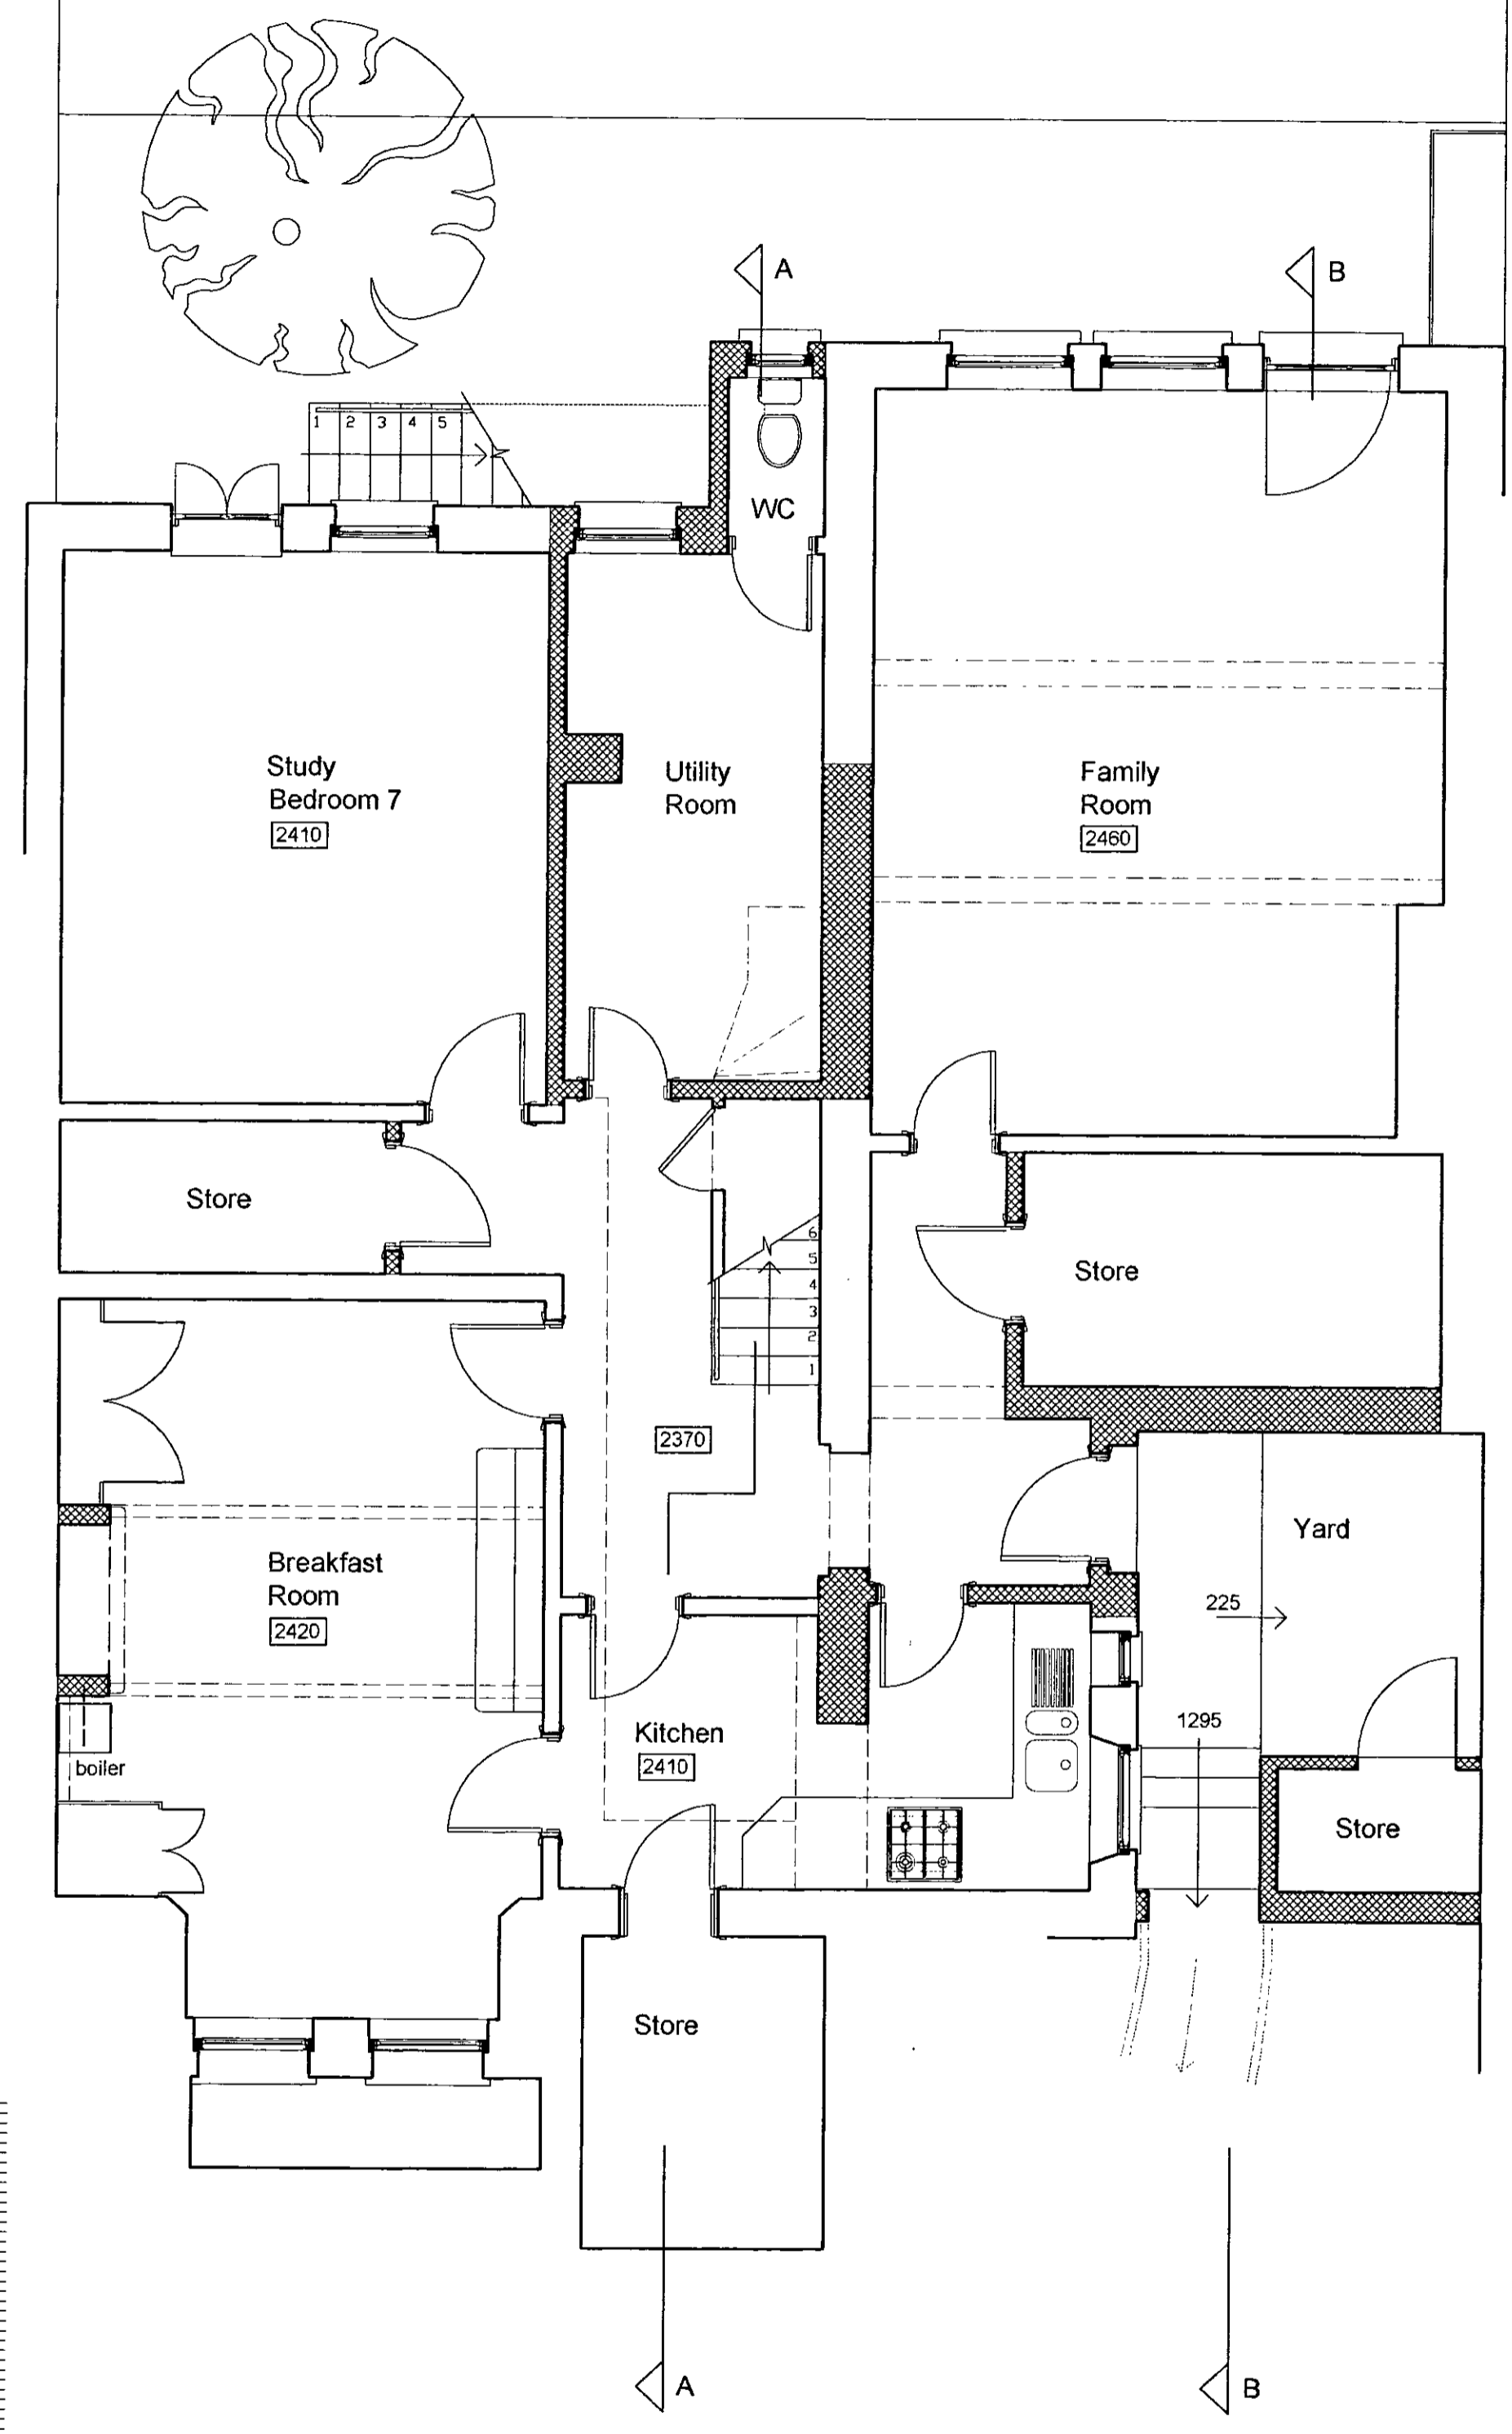 A
B
1 2 3 4 5
WC
Study
Bedroom 7
2410
Utility
Room
Family
Room
2460
Store
6
5
4
3
2
1
Store
2370
Yard
Breakfast
Room
2420
225
1295
Kitchen
2410
boiler
Store
Store
A
B